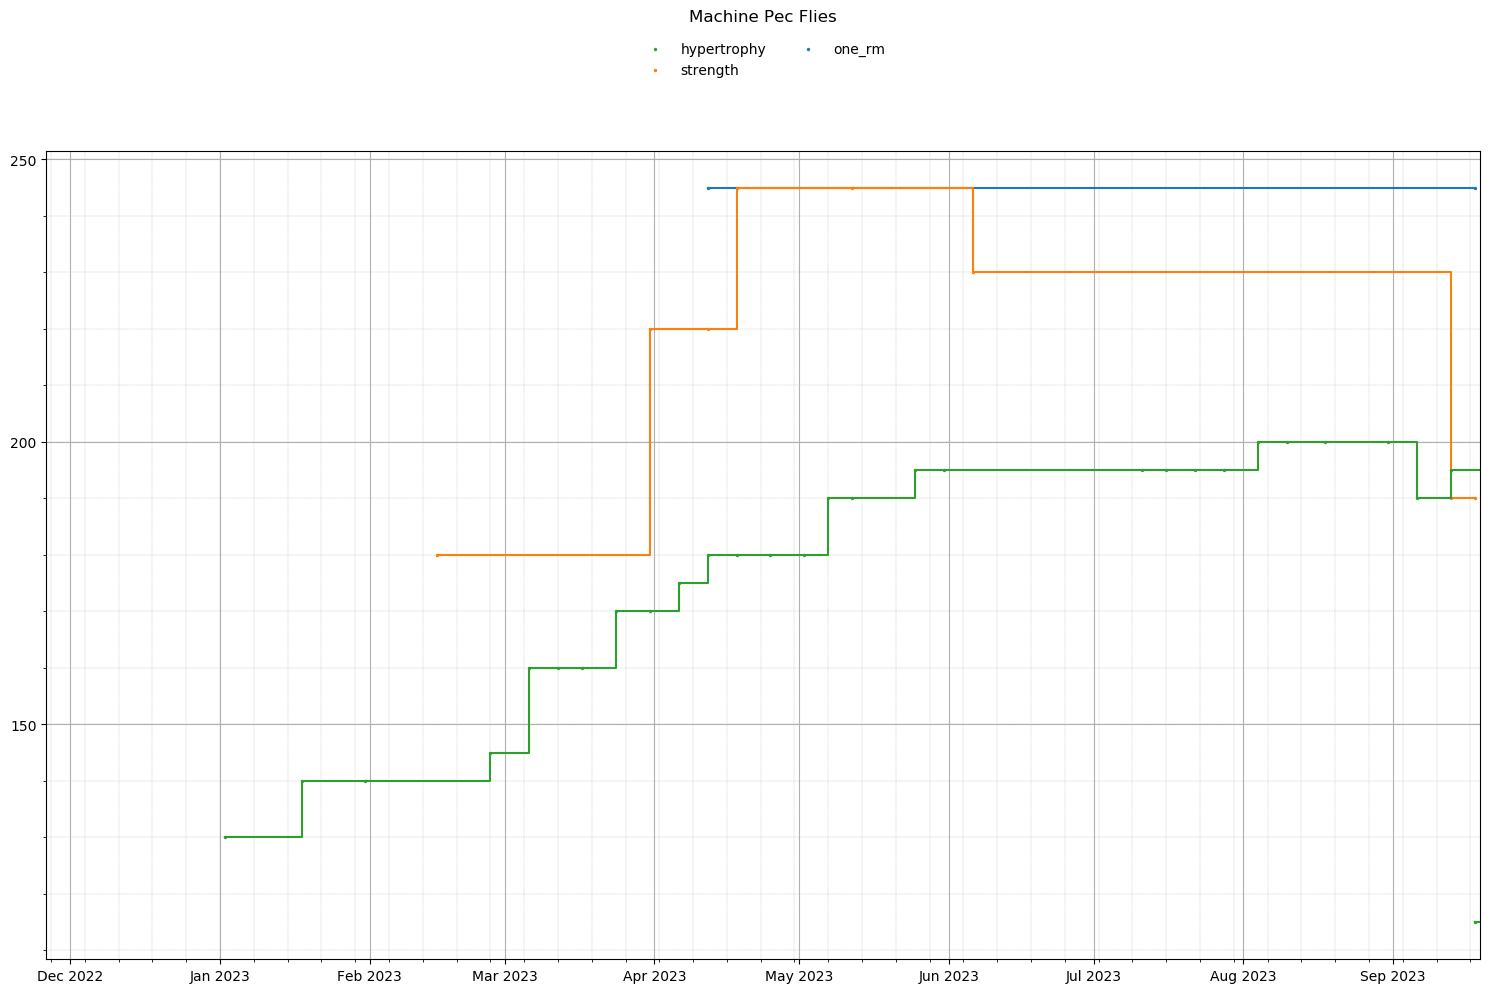 Machine Pec Flies
hypertrophy one_rm
strength
250
200
150
Dec 2022 Jan 2023 Feb 2023 Mar 2023 Apr 2023 May 2023 Jun 2023 Jul 2023 Aug 2023 Sep 2023